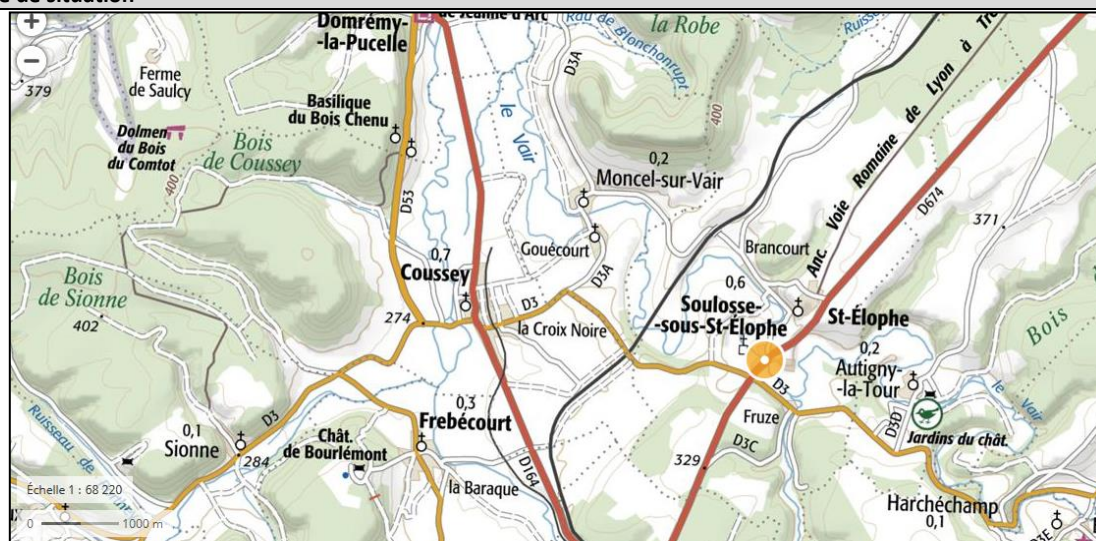 +
−
Domrémy-
-la-Pucelle
de Jeanne d'Arc
la Robe
Rau de Blonchonrupt
D3A
379
Ferme
de Saulcy
Basilique
du Bois Chenu
Dolmen
du Bois
du Comtot
Bois
de Coussey
400
400
le Vair
0,2
Moncel-sur-Vair
Anc Voie Romaine de Lyon à
D674
371
D53
Gouécourt
Brancourt
0,7
Coussey
D3A
0,6
Bois
de Sionne
402
274
D3
la Croix Noire
Soulosse-
-sous-St-Élophe
St-Élophe
Bois
0,2
Autigny-
-la-Tour
le Vair
D3
Fruze
D3
0,3
Frebécourt
0,1
Sionne
284
Ruisseau de
Chât.
de Bourlémont
D3C
329
D3D
Jardins du chât.
D164
la Baraque
Harchéchamp
0,1
D3E
Échelle 1 : 68 220
0
1000 m